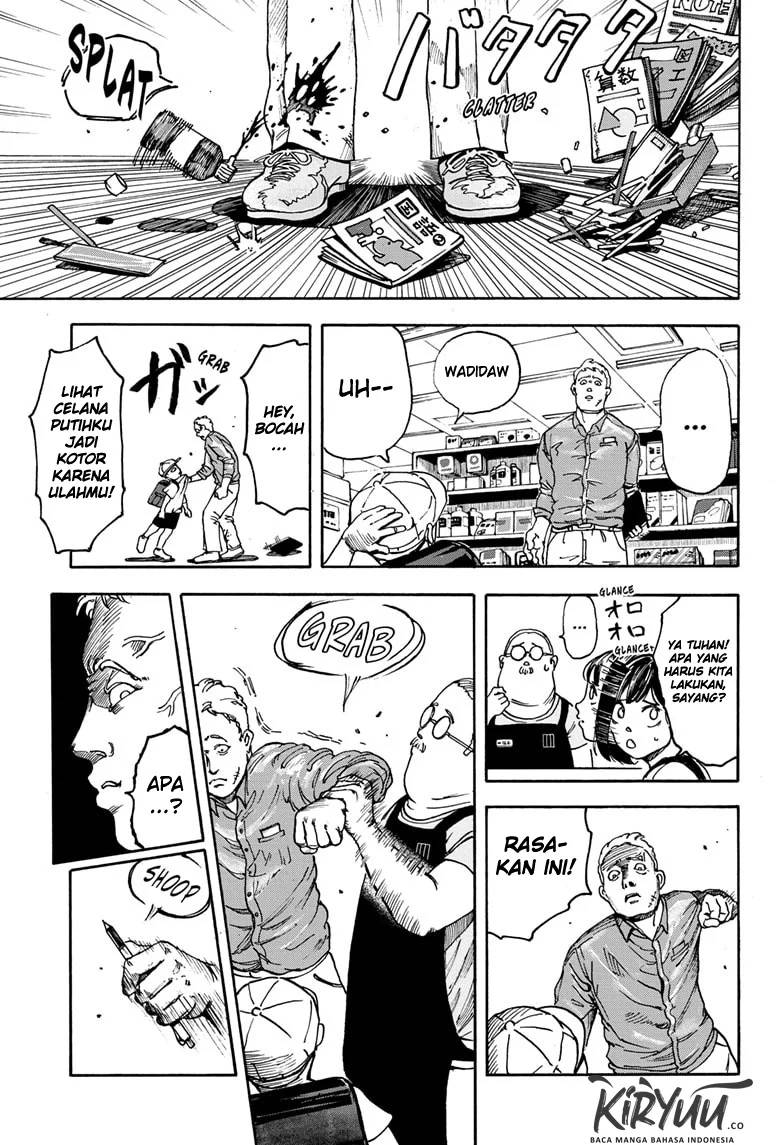 SPLAT
バタタタ
CLATTER
NOTE
算数
図
工
WADIDAW
UH--
...
HEY,
BOCAH
...
ガッ
GRAB
LIHAT
CELANA
PUTIHKU
JADI
KOTOR
KARENA
ULAHMU!
GLANCE
オロ
オロ
GLANCE
...
YA TUHAN!
APA YANG
HARUS KITA
LAKUKAN,
SAYANG?
RASA-
KAN INI!
GRAB
APA
...?
SHOOP
KIRYUU
.CO
BACA MANGA BAHASA INDONESIA